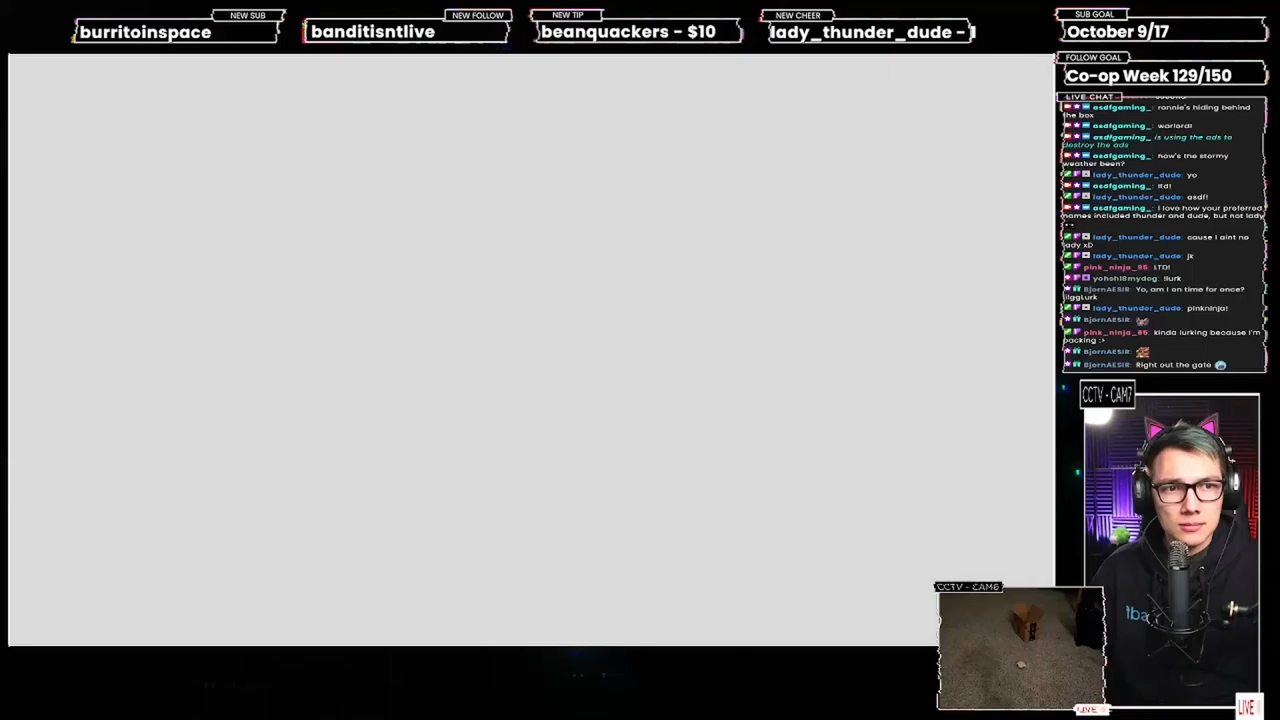 NEW SUB
burritoinspace
NEW FOLLOW
banditisntlive
NEW TIP
beanquackers - $10
NEW CHEER
lady_thunder_dude -
SUB GOAL
October 9/17
FOLLOW GOAL
Co-op Week 129/150
LIVE CHAT
asdfgaming_: ronnie's hiding behind
the box
asdfgaming_: warlord!
asdfgaming_ is using the ads to
destroy the ads
asdfgaming_: how's the stormy
weather been?
lady_thunder_dude: yo
asdfgaming_: ltd!
lady_thunder_dude: asdf!
asdfgaming_: I love how your preferred
names included thunder and dude, but not lady
lady_thunder_dude: cause I aint no
lady xD
lady_thunder_dude: jk
pink_ninja_85: LTD!
yohshi8mydog: !lurk
BjornAESIR: Yo, am I on time for once?
lady_thunder_dude: pinkninja!
BjornAESIR:
pink_ninja_85: kinda lurking because I'm
packing :>
BjornAESIR:
BjornAESIR: Right out the gate
CCTV - CAM7
CCTV - CAM6
LIVE
LIVE